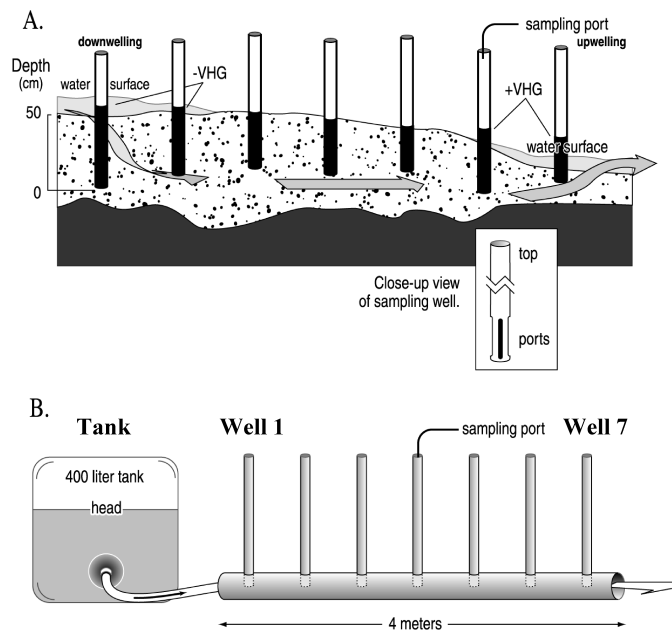 A.
sampling port
downwelling
upwelling
Depth
(cm)
-VHG
water surface
+VHG
50
water surface
0
Close-up view
of sampling well.
top
ports
B.
Tank
Well 1
sampling port
Well 7
400 liter tank
head
4 meters